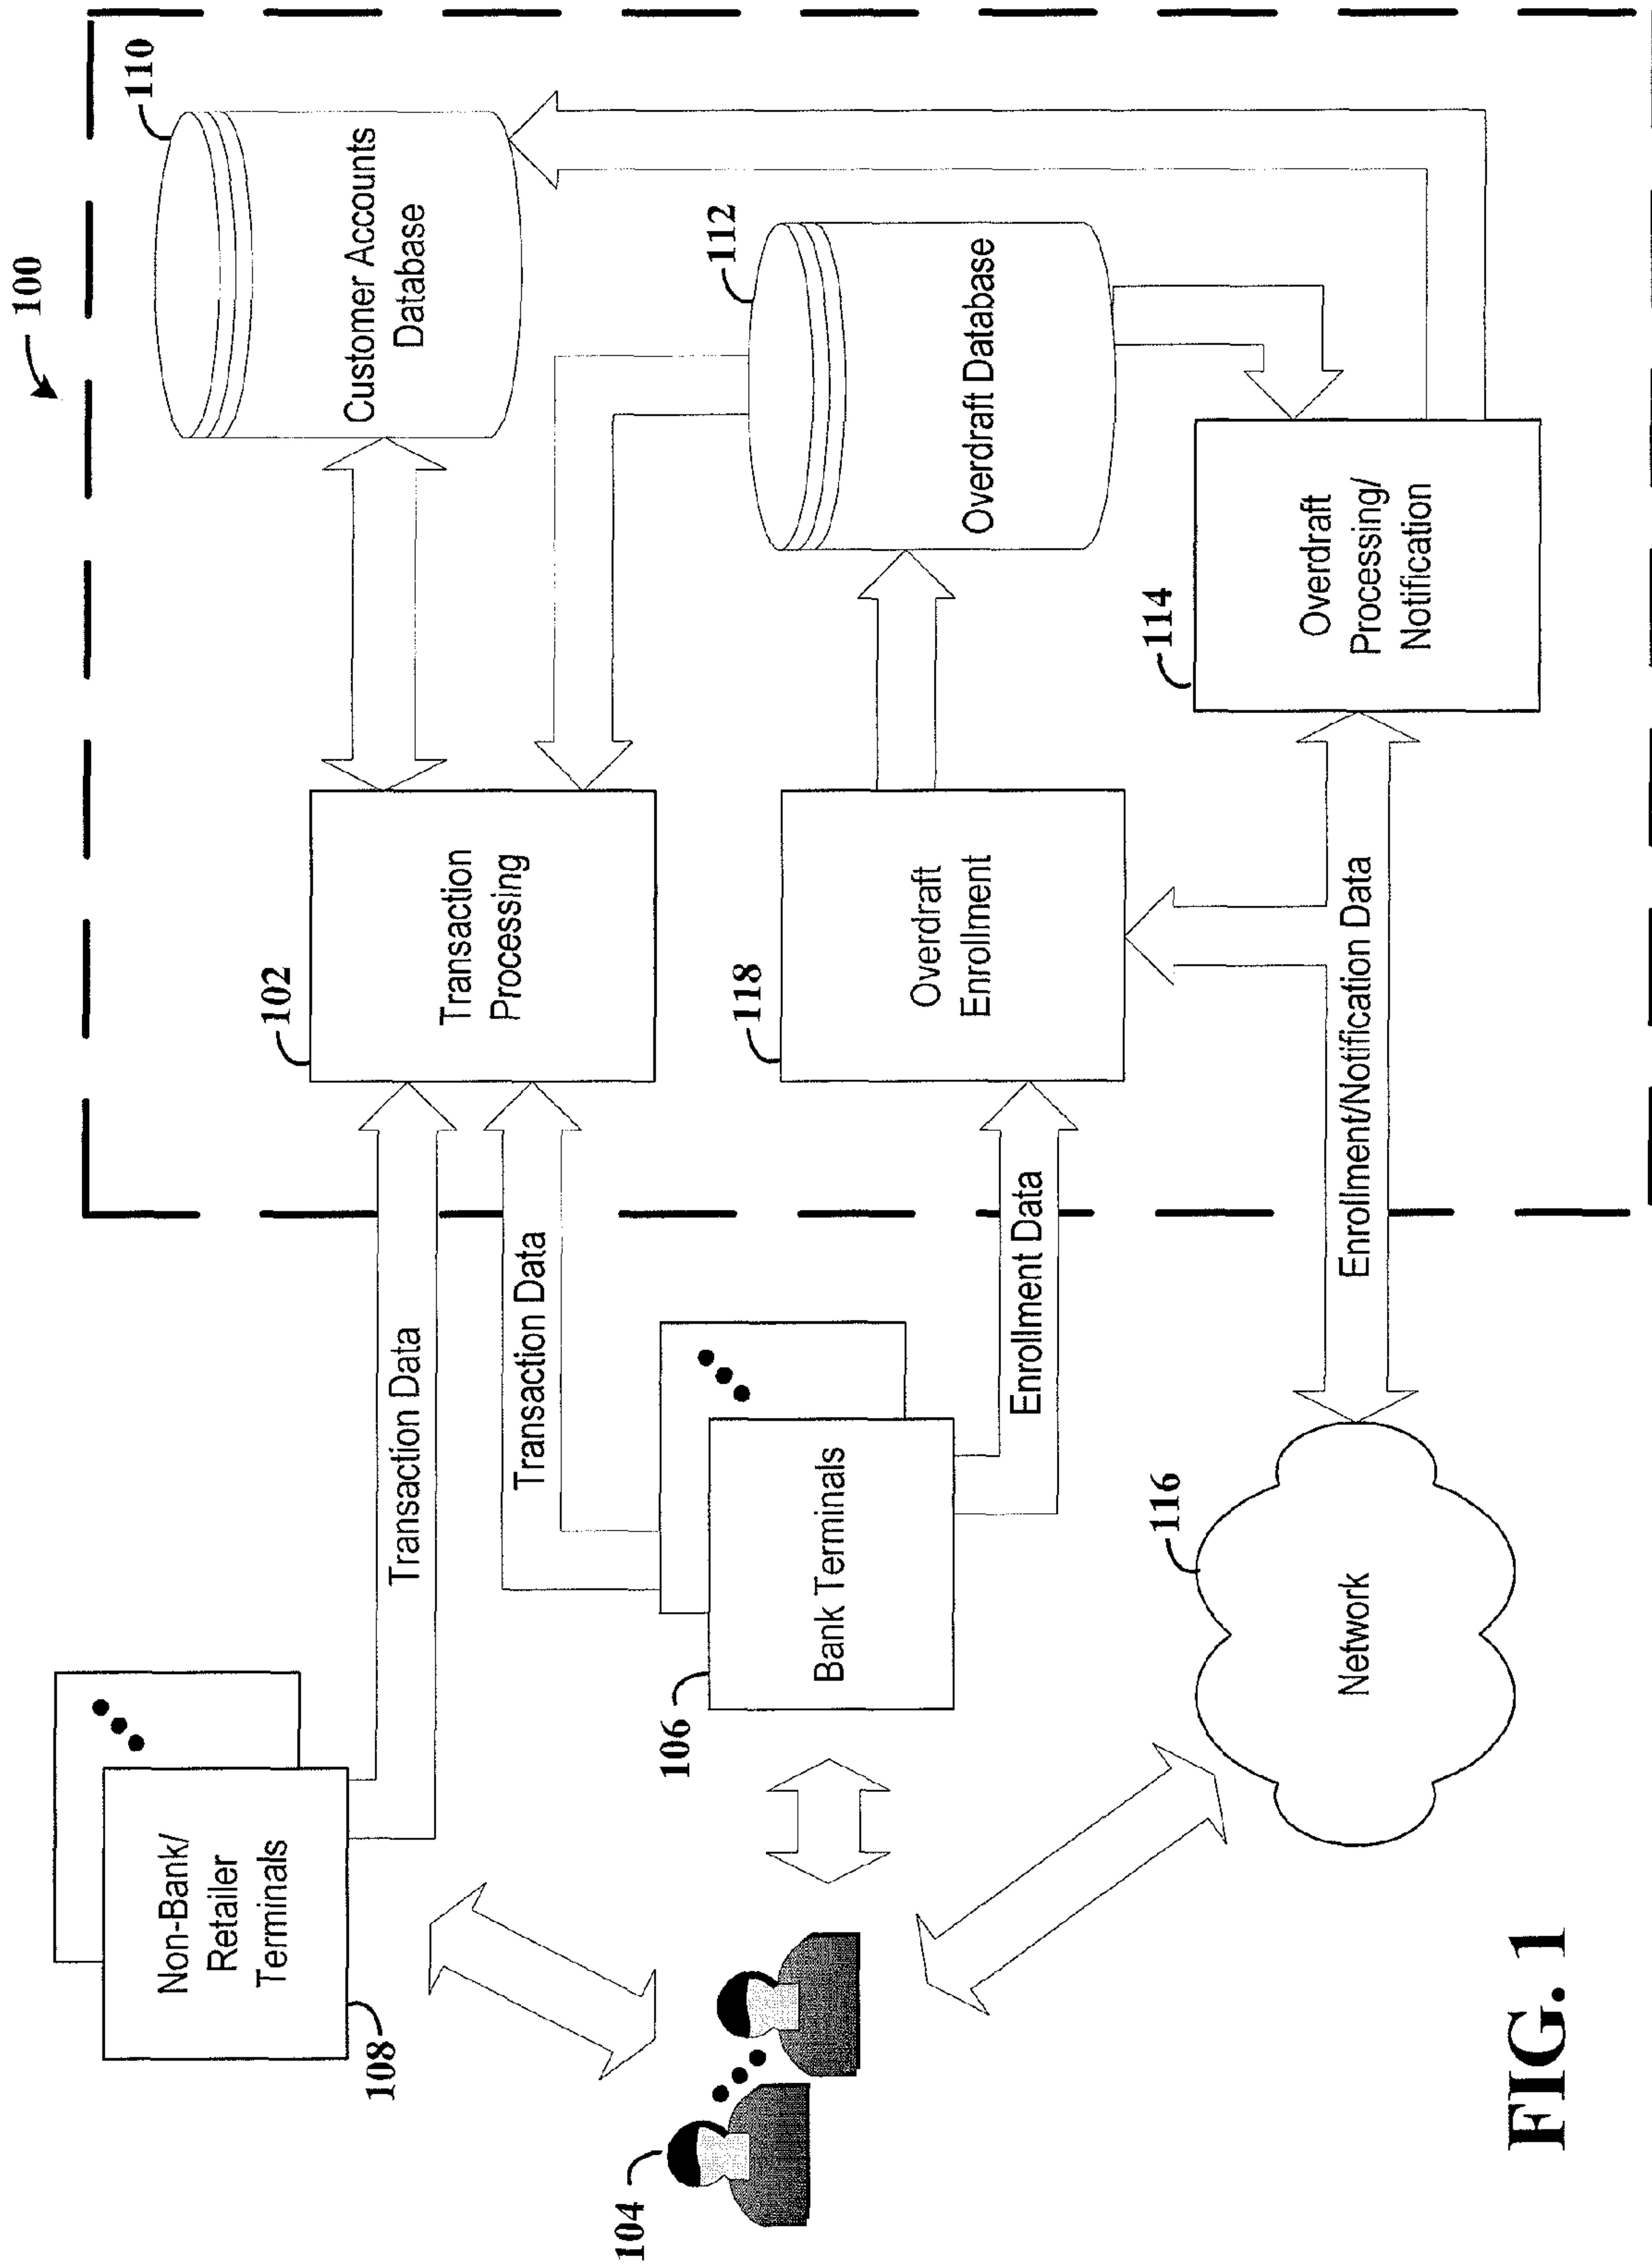 100
110
Customer Accounts
Database
102
Transaction
Processing
Transaction Data
Non-Bank/
Retailer
Terminals
108
Transaction Data
112
Overdraft Database
118
Overdraft
Enrollment
106
Bank Terminals
Enrollment Data
104
114
Overdraft
Processing/
Notification
Enrollment/Notification Data
116
Network
FIG. 1